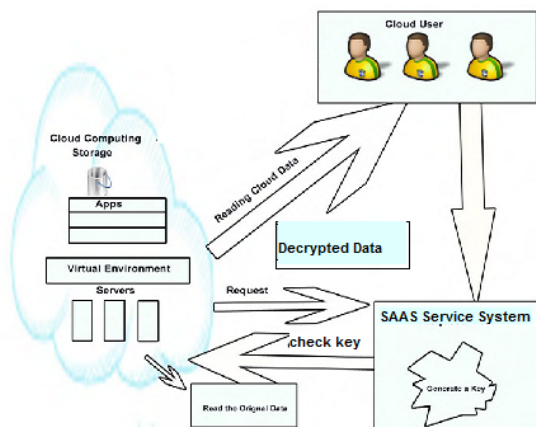 Cloud User
Cloud Computing
Storage
Apps
Reading Cloud Data
Decrypted Data
Virtual Environment
Servers
Request
SAAS Service System
check key
Generate a Key
Read the Orignel Data